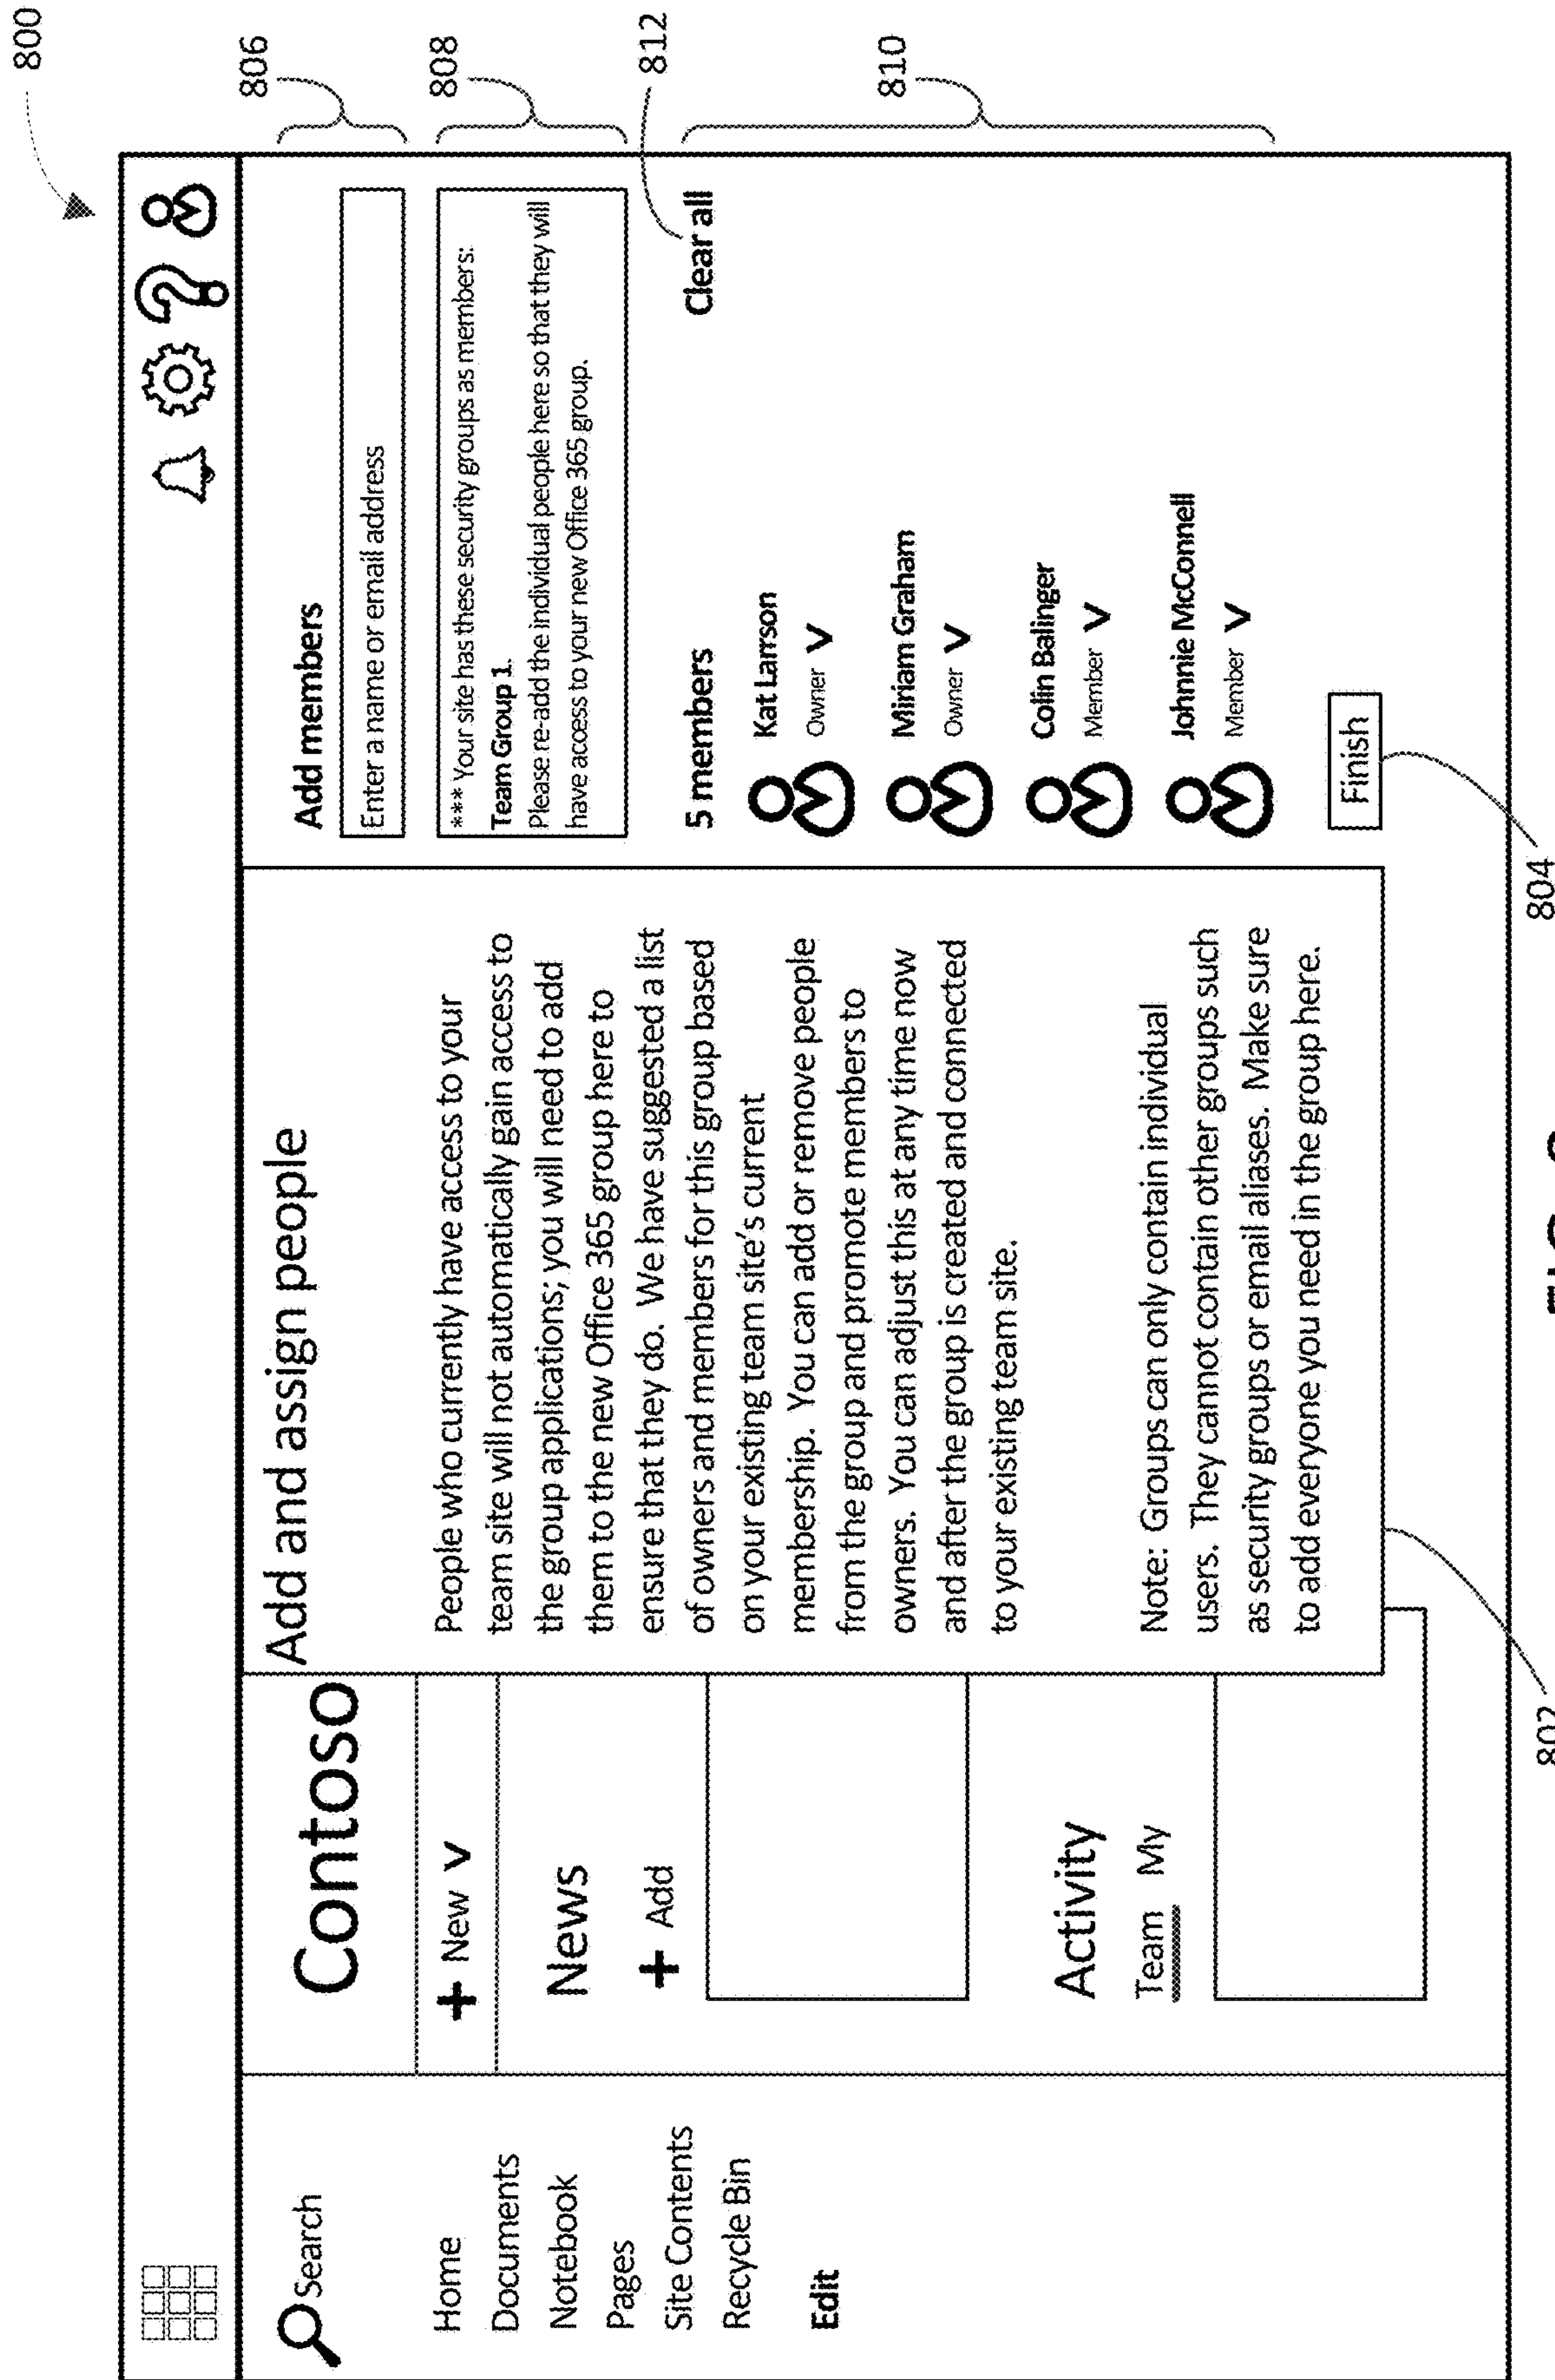 800
Search
Home
Documents
Notebook
Pages
Site Contents
Recycle Bin
Edit
Contoso
+ New v
News
+ Add
Activity
Team My
Add and assign people
People who currently have access to your
team site will not automatically gain access to
the group applications; you will need to add
them to the new Office 365 group here to
ensure that they do. We have suggested a list
of owners and members for this group based
on your existing team site's current
membership. You can add or remove people
from the group and promote members to
owners. You can adjust this at any time now
and after the group is created and connected
to your existing team site.
Note: Groups can only contain individual
users. They cannot contain other groups such
as security groups or email aliases. Make sure
to add everyone you need in the group here.
Add members
Enter a name or email address
*** Your site has these security groups as members:
Team Group 1.
Please re-add the individual people here so that they will
have access to your new Office 365 group.
5 members Clear all
Kat Larrson
Owner v
Miriam Graham
Owner v
Colin Balinger
Member v
Johnnie McConnell
Member v
Finish
806
808
812
810
802
804